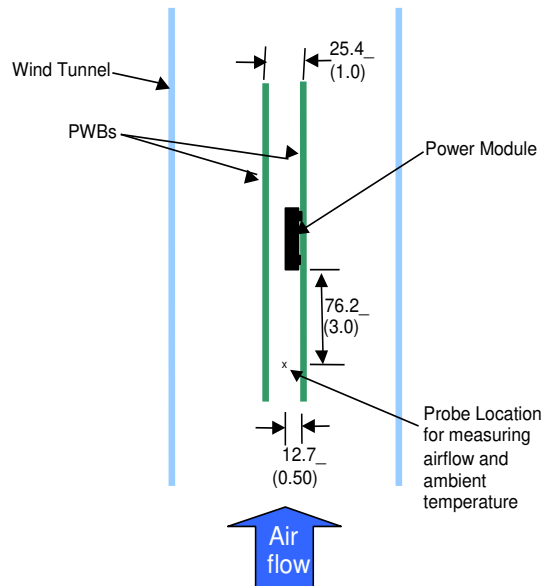 25.4_
(1.0)
Wind Tunnel
PWBs
Power Module
76.2_
(3.0)
x
Probe Location
for measuring
airflow and
ambient
temperature
12.7_
(0.50)
Air
flow